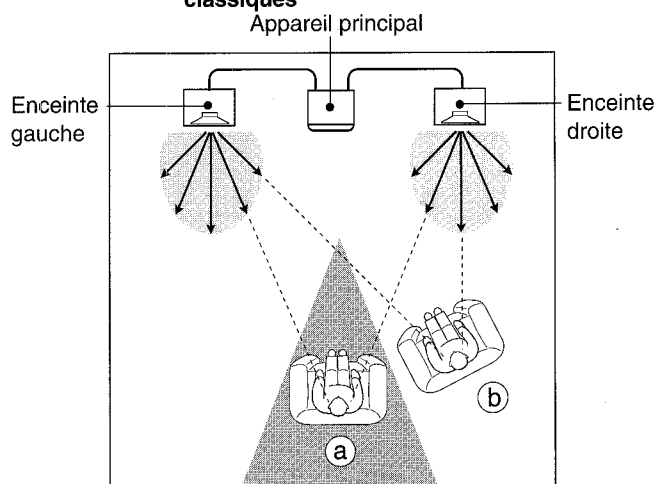 classiques
Appareil principal
Enceinte
gauche
Enceinte
droite
a
b